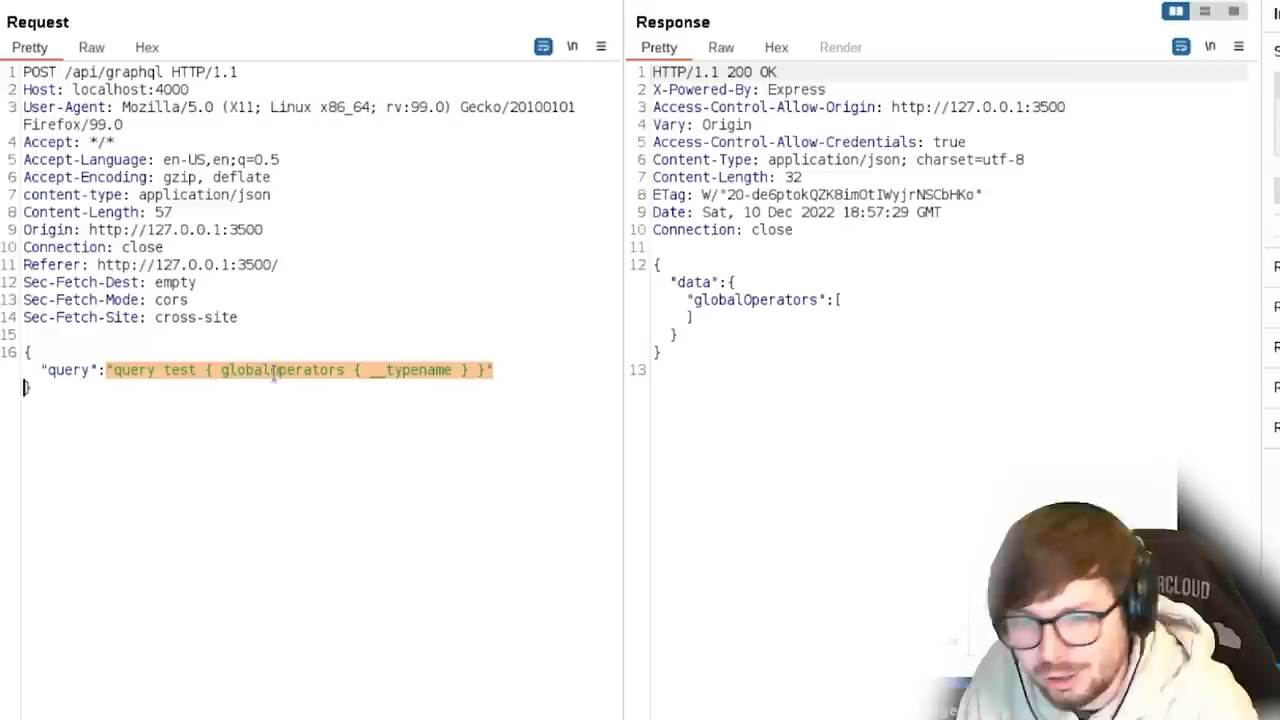 Request
Pretty Raw Hex \n
1 POST /api/graphql HTTP/1.1
2 Host: localhost:4000
3 User-Agent: Mozilla/5.0 (X11; Linux x86_64; rv:99.0) Gecko/20100101
Firefox/99.0
4 Accept: */*
5 Accept-Language: en-US,en;q=0.5
6 Accept-Encoding: gzip, deflate
7 content-type: application/json
8 Content-Length: 57
9 Origin: http://127.0.0.1:3500
10 Connection: close
11 Referer: http://127.0.0.1:3500/
12 Sec-Fetch-Dest: empty
13 Sec-Fetch-Mode: cors
14 Sec-Fetch-Site: cross-site
15
16 {
"query":"query test { globalOperators { __typename } }"
}
Response
Pretty Raw Hex Render \n
1 HTTP/1.1 200 OK
2 X-Powered-By: Express
3 Access-Control-Allow-Origin: http://127.0.0.1:3500
4 Vary: Origin
5 Access-Control-Allow-Credentials: true
6 Content-Type: application/json; charset=utf-8
7 Content-Length: 32
8 ETag: W/"20-de6ptokQZK8imOtIWyjrNSCbHKo"
9 Date: Sat, 10 Dec 2022 18:57:29 GMT
10 Connection: close
11
12 {
"data":{
"globalOperators":[
]
}
}
13
RCLOUD